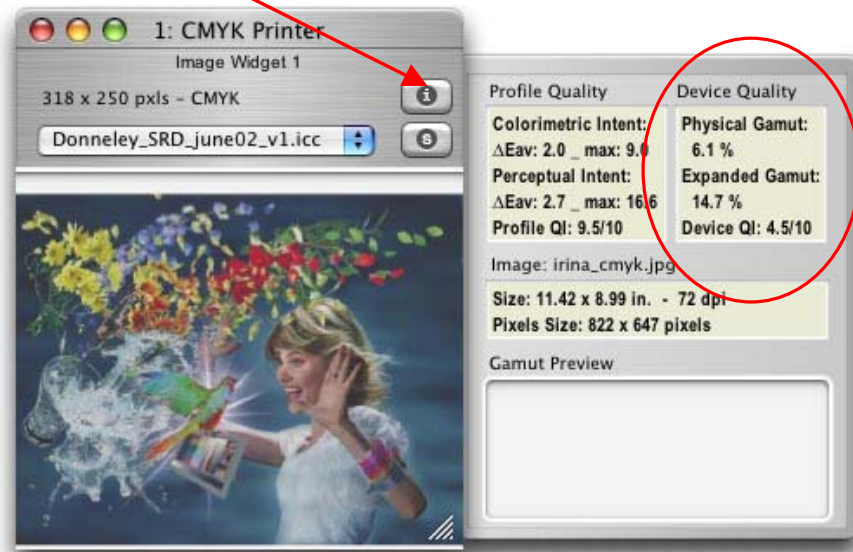 1: CMYK Printer
Image Widget 1
318 x 250 pxls - CMYK
i
Donneley_SRD_june02_v1.icc
s
Profile Quality
Colorimetric Intent:
ΔEav: 2.0 _ max: 9.0
Perceptual Intent:
ΔEav: 2.7 _ max: 16.6
Profile QI: 9.5/10
Device Quality
Physical Gamut:
6.1 %
Expanded Gamut:
14.7 %
Device QI: 4.5/10
Image: irina_cmyk.jpg
Size: 11.42 x 8.99 in. - 72 dpi
Pixels Size: 822 x 647 pixels
Gamut Preview